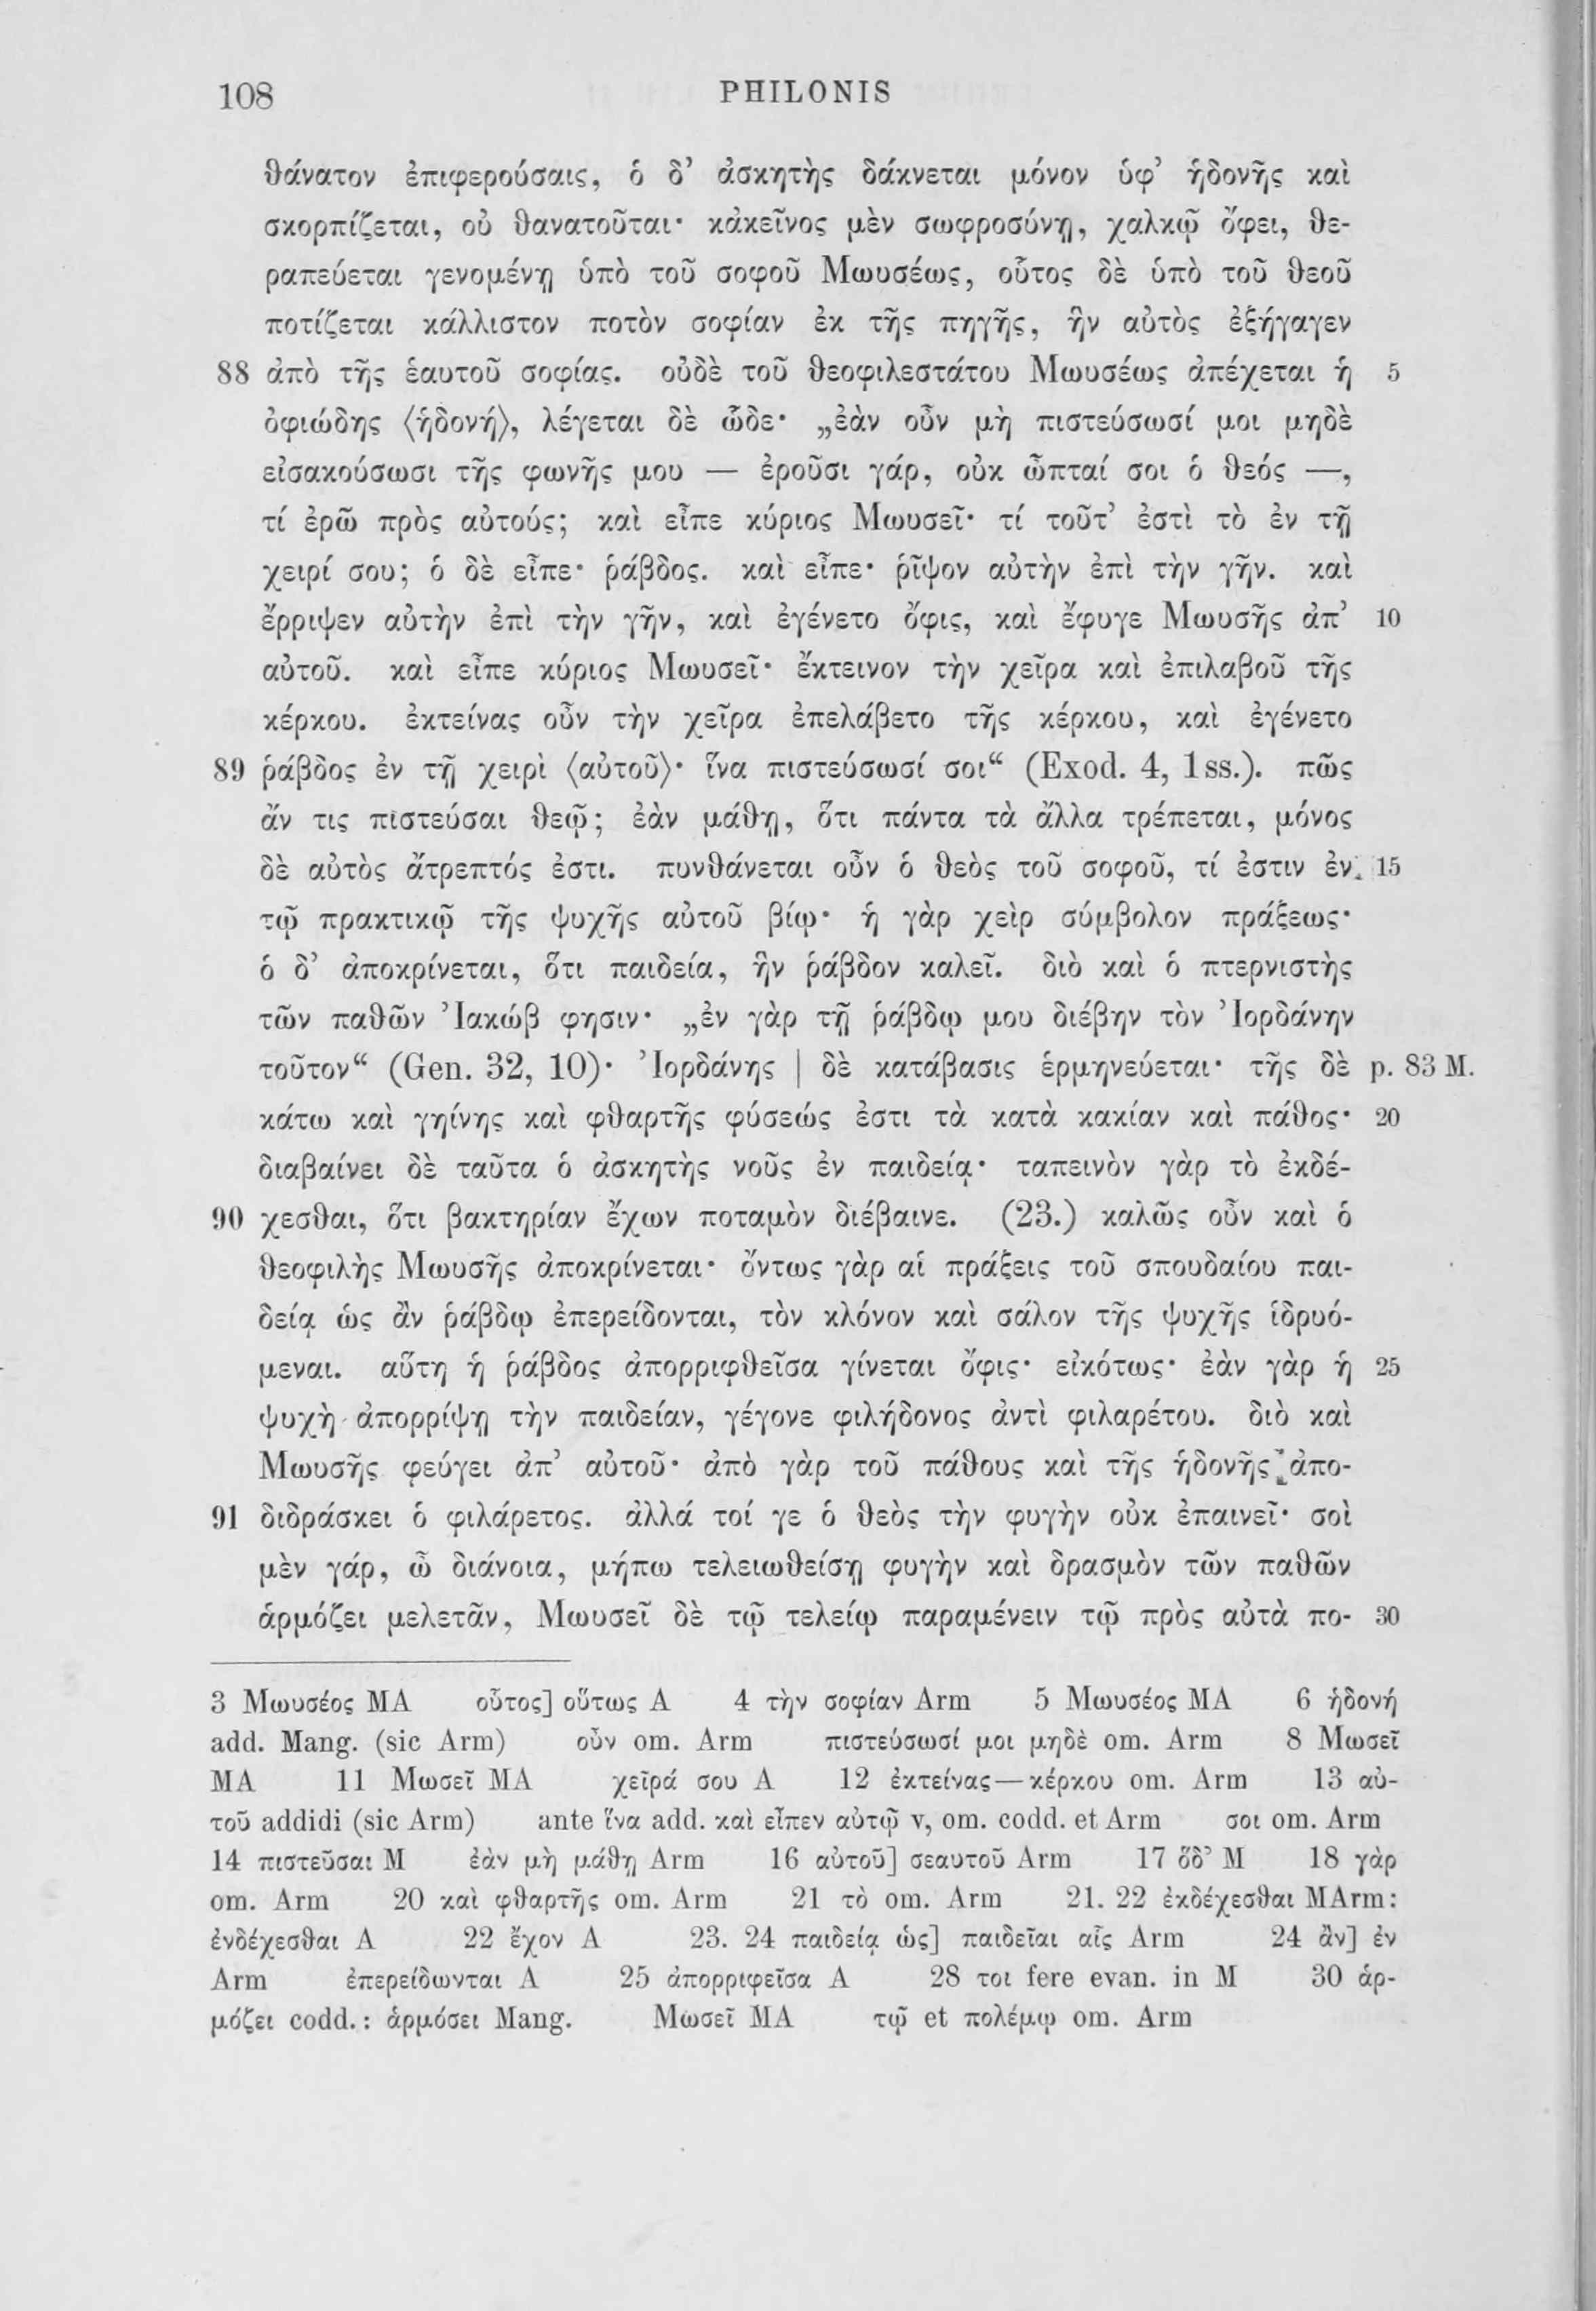 108 PHILONIS
θάνατον ἐπιφερούσαις, ὁ δ’ ἀσκητὴς δάκνεται μόνον ὑφ’ ἡδονῆς καὶ
σκορπίζεται, οὐ θανατοῦται· κἀκεῖνος μὲν σωφροσύνῃ, χαλκῷ ὄφει, θε-
ραπεύεται γενομένῃ ὑπὸ τοῦ σοφοῦ Μωυσέως, οὗτος δὲ ὑπὸ τοῦ θεοῦ
ποτίζεται κάλλιστον ποτὸν σοφίαν ἐκ τῆς πηγῆς, ἣν αὐτὸς ἐξήγαγεν
88 ἀπὸ τῆς ἑαυτοῦ σοφίας. οὐδὲ τοῦ θεοφιλεστάτου Μωυσέως ἀπέχεται ἡ 5
ὀφιώδης ⟨ἡδονή⟩, λέγεται δὲ ὧδε· „ἐὰν οὖν μὴ πιστεύσωσί μοι μηδὲ
εἰσακούσωσι τῆς φωνῆς μου — ἐροῦσι γάρ, οὐκ ὦπταί σοι ὁ θεός —,
τί ἐρῶ πρὸς αὐτούς; καὶ εἶπε κύριος Μωυσεῖ· τί τοῦτ’ ἐστὶ τὸ ἐν τῇ
χειρί σου; ὁ δὲ εἶπε· ῥάβδος. καὶ εἶπε· ῥῖψον αὐτὴν ἐπὶ τὴν γῆν. καὶ
ἔρριψεν αὐτὴν ἐπὶ τὴν γῆν, καὶ ἐγένετο ὄφις, καὶ ἔφυγε Μωυσῆς ἀπ’ 10
αὐτοῦ. καὶ εἶπε κύριος Μωυσεῖ· ἔκτεινον τὴν χεῖρα καὶ ἐπιλαβοῦ τῆς
κέρκου. ἐκτείνας οὖν τὴν χεῖρα ἐπελάβετο τῆς κέρκου, καὶ ἐγένετο
89 ῥάβδος ἐν τῇ χειρὶ ⟨αὐτοῦ⟩· ἵνα πιστεύσωσί σοι“ (Exod. 4, 1 ss.). πῶς
ἄν τις πιστεύσαι θεῷ; ἐὰν μάθῃ, ὅτι πάντα τὰ ἄλλα τρέπεται, μόνος
δὲ αὐτὸς ἄτρεπτός ἐστι. πυνθάνεται οὖν ὁ θεὸς τοῦ σοφοῦ, τί ἐστιν ἐν 15
τῷ πρακτικῷ τῆς ψυχῆς αὐτοῦ βίῳ· ἡ γὰρ χεὶρ σύμβολον πράξεως·
ὁ δ’ ἀποκρίνεται, ὅτι παιδεία, ἣν ῥάβδον καλεῖ. διὸ καὶ ὁ πτερνιστὴς
τῶν παθῶν Ἰακώβ φησιν· „ἐν γὰρ τῇ ῥάβδῳ μου διέβην τὸν Ἰορδάνην
τοῦτον“ (Gen. 32, 10)· Ἰορδάνης | δὲ κατάβασις ἑρμηνεύεται· τῆς δὲ p. 83 M.
κάτω καὶ γηίνης καὶ φθαρτῆς φύσεώς ἐστι τὰ κατὰ κακίαν καὶ πάθος· 20
διαβαίνει δὲ ταῦτα ὁ ἀσκητὴς νοῦς ἐν παιδείᾳ· ταπεινὸν γὰρ τὸ ἐκδέ-
90 χεσθαι, ὅτι βακτηρίαν ἔχων ποταμὸν διέβαινε. (23.) καλῶς οὖν καὶ ὁ
θεοφιλὴς Μωυσῆς ἀποκρίνεται· ὄντως γὰρ αἱ πράξεις τοῦ σπουδαίου παι-
δείᾳ ὡς ἂν ῥάβδῳ ἐπερείδονται, τὸν κλόνον καὶ σάλον τῆς ψυχῆς ἱδρυό-
μεναι. αὕτη ἡ ῥάβδος ἀπορριφθεῖσα γίνεται ὄφις· εἰκότως· ἐὰν γὰρ ἡ 25
ψυχὴ ἀπορρίψῃ τὴν παιδείαν, γέγονε φιλήδονος ἀντὶ φιλαρέτου. διὸ καὶ
Μωυσῆς φεύγει ἀπ’ αὐτοῦ· ἀπὸ γὰρ τοῦ πάθους καὶ τῆς ἡδονῆς ἀπο-
91 διδράσκει ὁ φιλάρετος. ἀλλά τοί γε ὁ θεὸς τὴν φυγὴν οὐκ ἐπαινεῖ· σοὶ
μὲν γάρ, ὦ διάνοια, μήπω τελειωθείσῃ φυγὴν καὶ δρασμὸν τῶν παθῶν
ἁρμόζει μελετᾶν, Μωυσεῖ δὲ τῷ τελείῳ παραμένειν τῷ πρὸς αὐτὰ πο- 30
3 Μωυσέος MA οὗτος] οὕτως A 4 τὴν σοφίαν Arm 5 Μωυσέος MA 6 ἡδονή
add. Mang. (sic Arm) οὖν om. Arm πιστεύσωσί μοι μηδὲ om. Arm 8 Μωσεῖ
MA 11 Μωσεῖ MA χεῖρά σου A 12 ἐκτείνας—κέρκου om. Arm 13 αὐ-
τοῦ addidi (sic Arm) ante ἵνα add. καὶ εἶπεν αὐτῷ v, om. codd. et Arm σοι om. Arm
14 πιστεῦσαι M ἐὰν μὴ μάθῃ Arm 16 αὐτοῦ] σεαυτοῦ Arm 17 ὅδ’ M 18 γὰρ
om. Arm 20 καὶ φθαρτῆς om. Arm 21 τὸ om. Arm 21. 22 ἐκδέχεσθαι MArm:
ἐνδέχεσθαι A 22 ἔχον A 23. 24 παιδείᾳ ὡς] παιδεῖαι αἷς Arm 24 ἂν] ἐν
Arm ἐπερείδωνται A 25 ἀπορριφεῖσα A 28 τοι fere evan. in M 30 ἁρ-
μόζει codd.: ἁρμόσει Mang. Μωσεῖ MA τῷ et πολέμῳ om. Arm